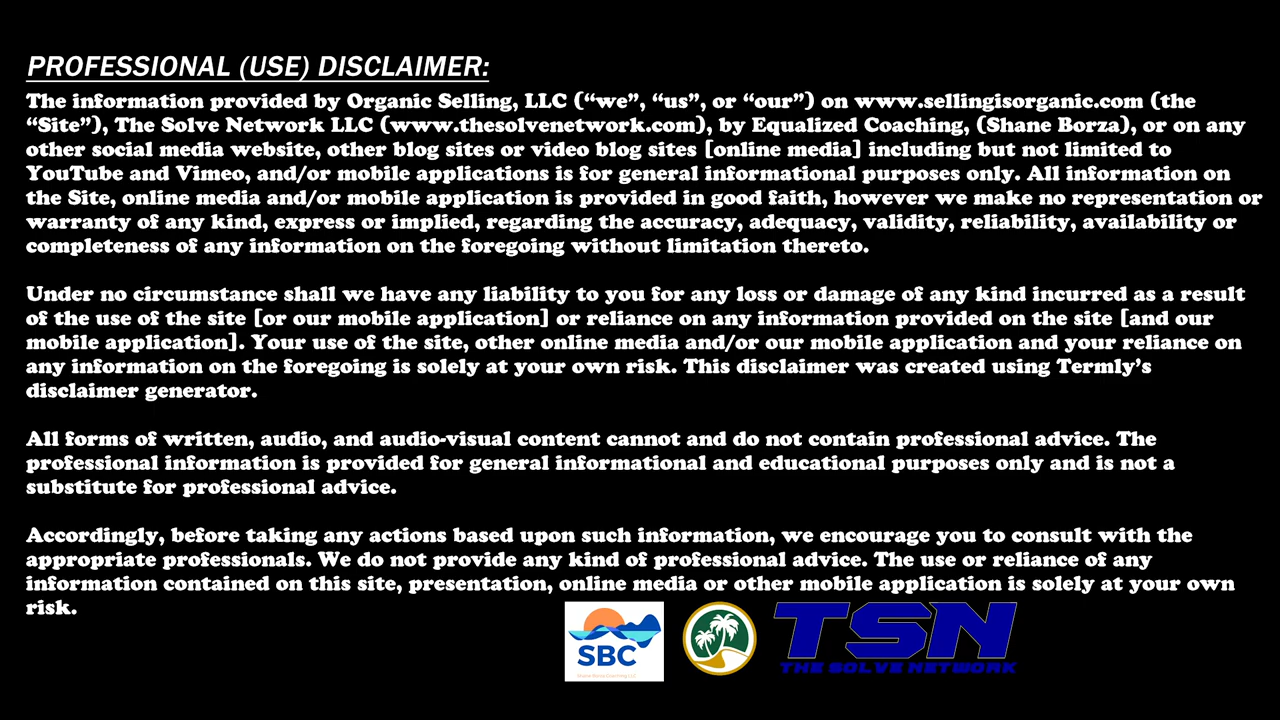 PROFESSIONAL (USE) DISCLAIMER:
The information provided by Organic Selling, LLC (“we”, “us”, or “our”) on www.sellingisorganic.com (the
“Site”), The Solve Network LLC (www.thesolvenetwork.com), by Equalized Coaching, (Shane Borza), or on any
other social media website, other blog sites or video blog sites [online media] including but not limited to
YouTube and Vimeo, and/or mobile applications is for general informational purposes only. All information on
the Site, online media and/or mobile application is provided in good faith, however we make no representation or
warranty of any kind, express or implied, regarding the accuracy, adequacy, validity, reliability, availability or
completeness of any information on the foregoing without limitation thereto.
Under no circumstance shall we have any liability to you for any loss or damage of any kind incurred as a result
of the use of the site [or our mobile application] or reliance on any information provided on the site [and our
mobile application]. Your use of the site, other online media and/or our mobile application and your reliance on
any information on the foregoing is solely at your own risk. This disclaimer was created using Termly’s
disclaimer generator.
All forms of written, audio, and audio-visual content cannot and do not contain professional advice. The
professional information is provided for general informational and educational purposes only and is not a
substitute for professional advice.
Accordingly, before taking any actions based upon such information, we encourage you to consult with the
appropriate professionals. We do not provide any kind of professional advice. The use or reliance of any
information contained on this site, presentation, online media or other mobile application is solely at your own
risk.
SBC
TSN
THE SOLVE NETWORK